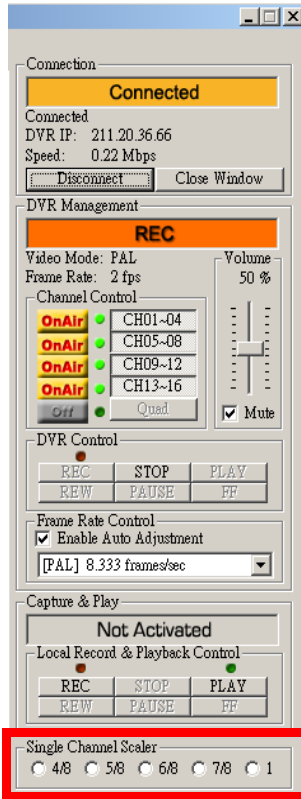 Connection
Connected
Connected
DVR IP: 211.20.36.66
Speed: 0.22 Mbps
Disconnect Close Window
DVR Management
REC
Video Mode: PAL
Frame Rate: 2 fps
Volume
50 %
Channel Control
OnAir CH01~04
OnAir CH05~08
OnAir CH09~12
OnAir CH13~16
Off Quad
Mute
DVR Control
REC STOP PLAY
REW PAUSE FF
Frame Rate Control
Enable Auto Adjustment
[PAL] 8.333 frames/sec
Capture & Play
Not Activated
Local Record & Playback Control
REC STOP PLAY
REW PAUSE FF
Single Channel Scaler
4/8 5/8 6/8 7/8 1